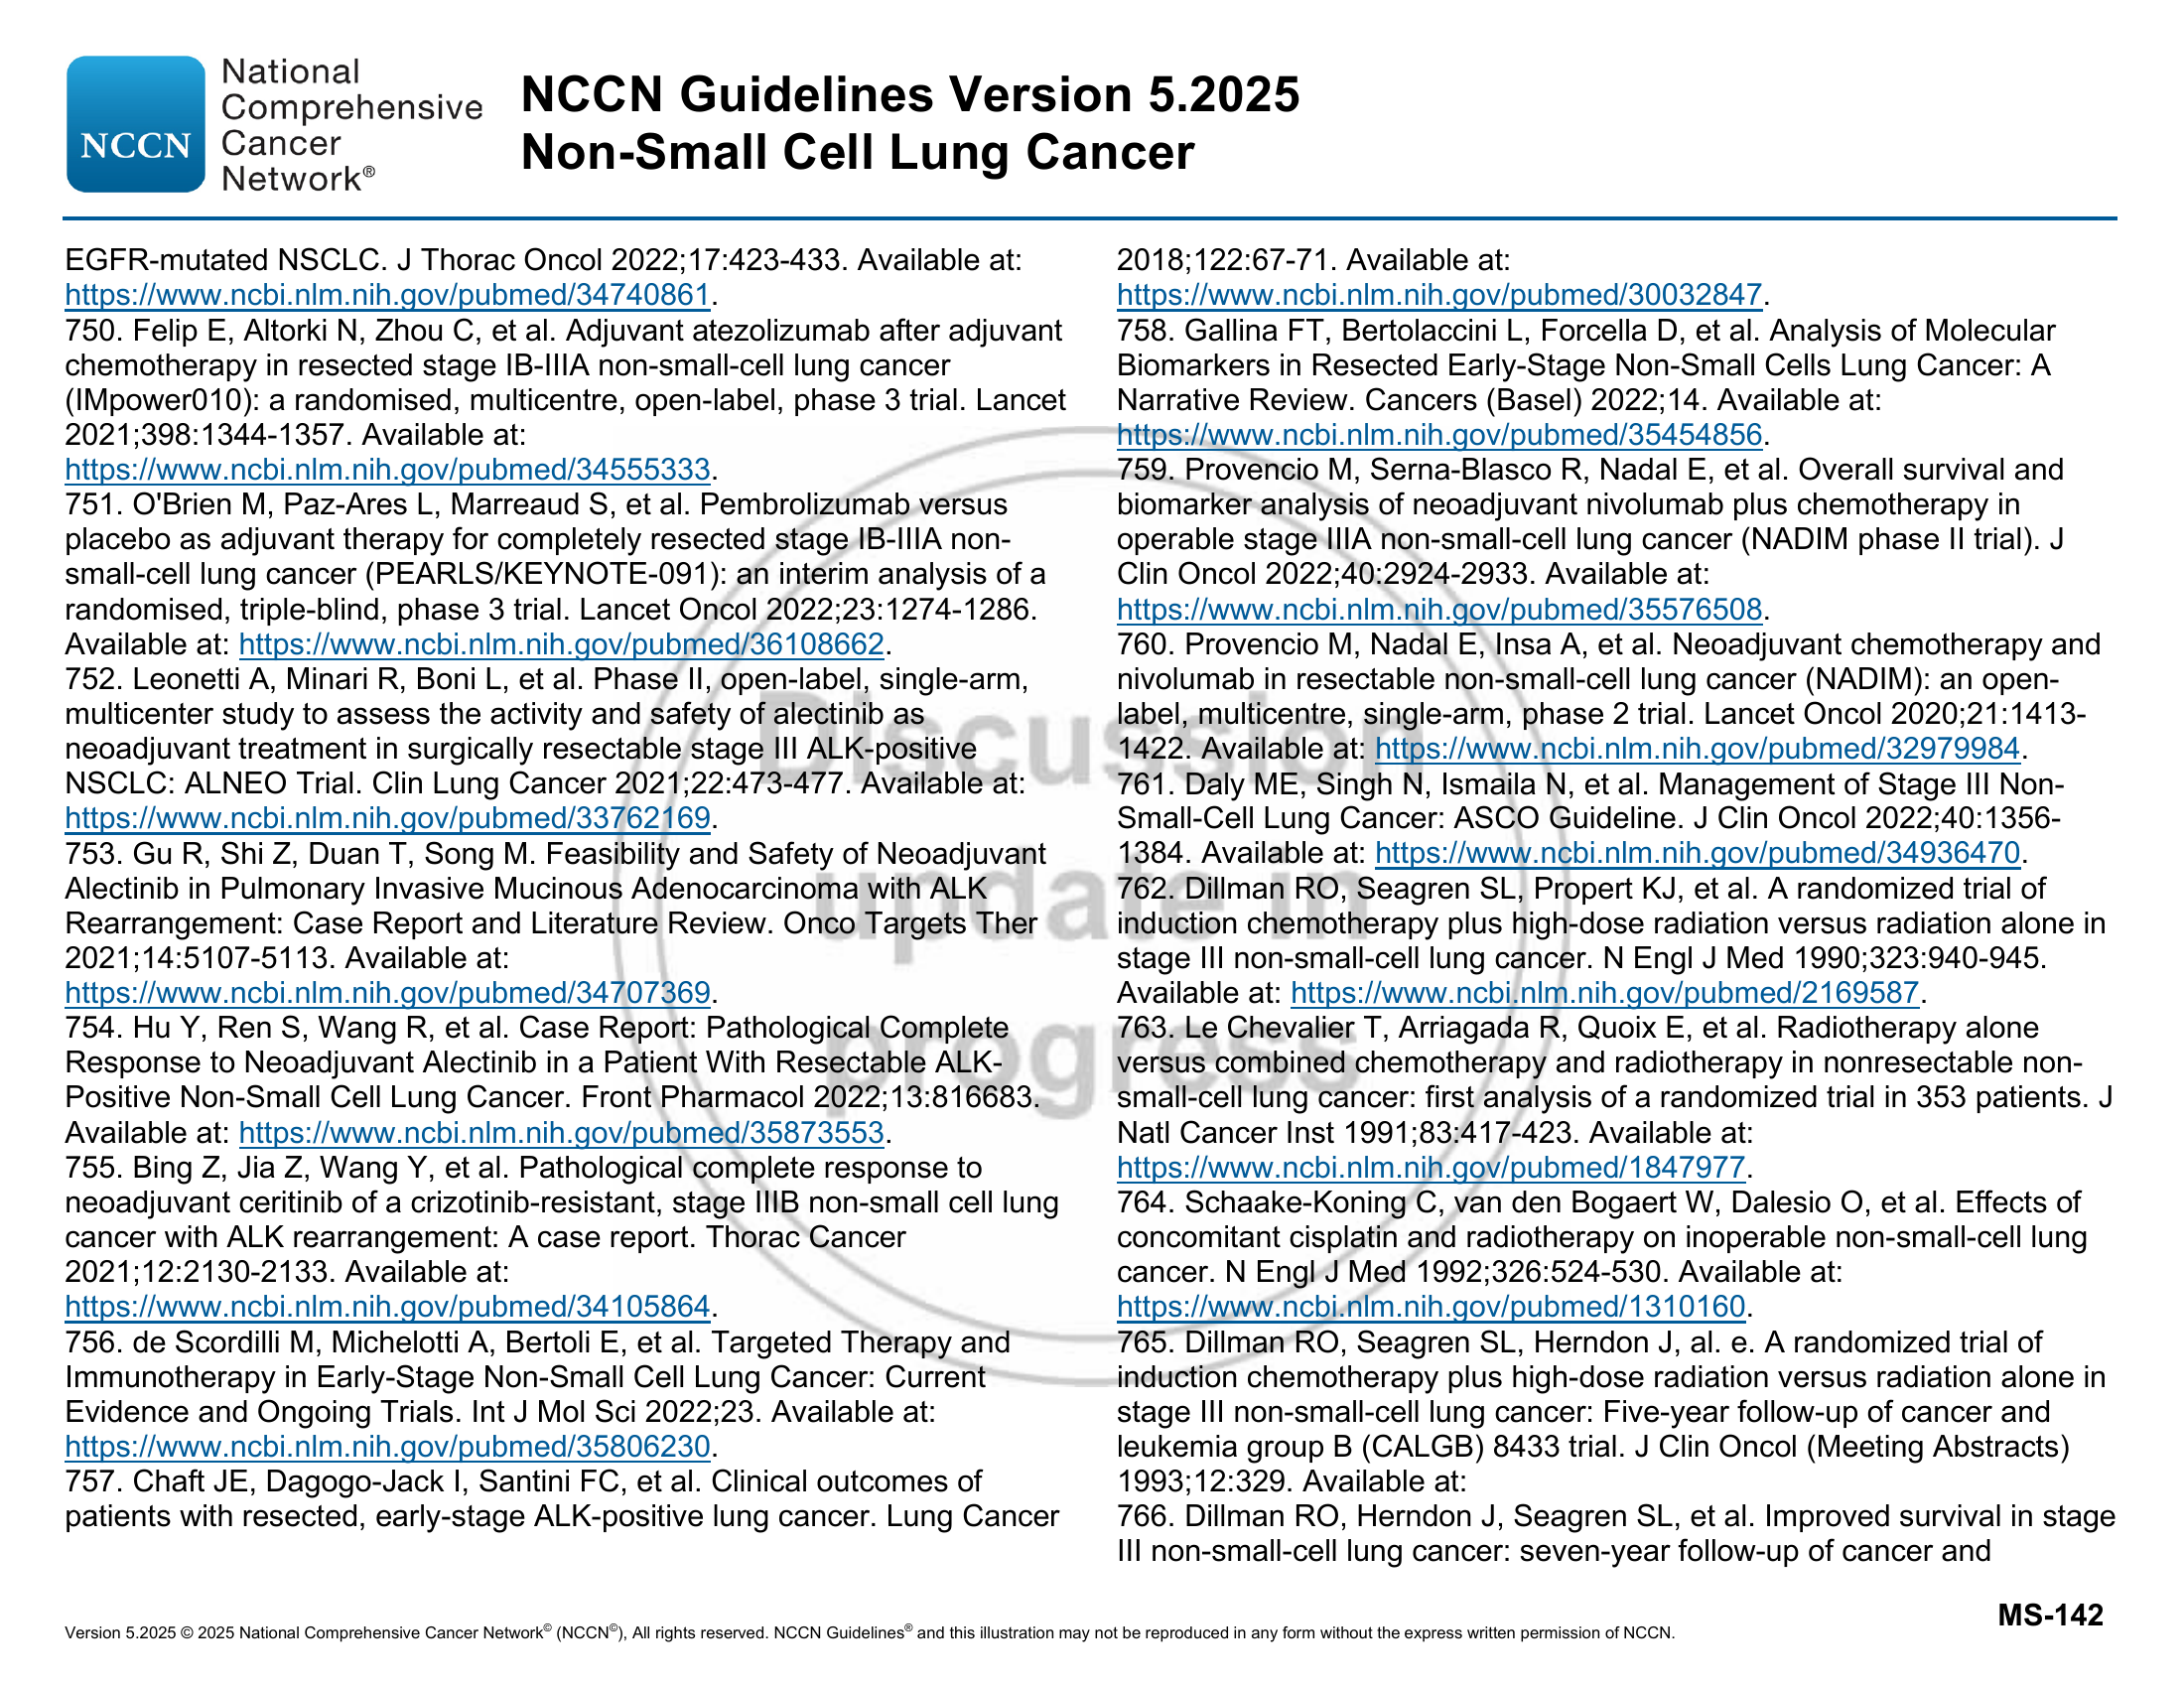 NCCN
National
Comprehensive
Cancer
Network®
NCCN Guidelines Version 5.2025
Non-Small Cell Lung Cancer
EGFR-mutated NSCLC. J Thorac Oncol 2022;17:423-433. Available at:
https://www.ncbi.nlm.nih.gov/pubmed/34740861.
750. Felip E, Altorki N, Zhou C, et al. Adjuvant atezolizumab after adjuvant
chemotherapy in resected stage IB-IIIA non-small-cell lung cancer
(IMpower010): a randomised, multicentre, open-label, phase 3 trial. Lancet
2021;398:1344-1357. Available at:
https://www.ncbi.nlm.nih.gov/pubmed/34555333.
751. O'Brien M, Paz-Ares L, Marreaud S, et al. Pembrolizumab versus
placebo as adjuvant therapy for completely resected stage IB-IIIA non-
small-cell lung cancer (PEARLS/KEYNOTE-091): an interim analysis of a
randomised, triple-blind, phase 3 trial. Lancet Oncol 2022;23:1274-1286.
Available at: https://www.ncbi.nlm.nih.gov/pubmed/36108662.
752. Leonetti A, Minari R, Boni L, et al. Phase II, open-label, single-arm,
multicenter study to assess the activity and safety of alectinib as
neoadjuvant treatment in surgically resectable stage III ALK-positive
NSCLC: ALNEO Trial. Clin Lung Cancer 2021;22:473-477. Available at:
https://www.ncbi.nlm.nih.gov/pubmed/33762169.
753. Gu R, Shi Z, Duan T, Song M. Feasibility and Safety of Neoadjuvant
Alectinib in Pulmonary Invasive Mucinous Adenocarcinoma with ALK
Rearrangement: Case Report and Literature Review. Onco Targets Ther
2021;14:5107-5113. Available at:
https://www.ncbi.nlm.nih.gov/pubmed/34707369.
754. Hu Y, Ren S, Wang R, et al. Case Report: Pathological Complete
Response to Neoadjuvant Alectinib in a Patient With Resectable ALK-
Positive Non-Small Cell Lung Cancer. Front Pharmacol 2022;13:816683.
Available at: https://www.ncbi.nlm.nih.gov/pubmed/35873553.
755. Bing Z, Jia Z, Wang Y, et al. Pathological complete response to
neoadjuvant ceritinib of a crizotinib-resistant, stage IIIB non-small cell lung
cancer with ALK rearrangement: A case report. Thorac Cancer
2021;12:2130-2133. Available at:
https://www.ncbi.nlm.nih.gov/pubmed/34105864.
756. de Scordilli M, Michelotti A, Bertoli E, et al. Targeted Therapy and
Immunotherapy in Early-Stage Non-Small Cell Lung Cancer: Current
Evidence and Ongoing Trials. Int J Mol Sci 2022;23. Available at:
https://www.ncbi.nlm.nih.gov/pubmed/35806230.
757. Chaft JE, Dagogo-Jack I, Santini FC, et al. Clinical outcomes of
patients with resected, early-stage ALK-positive lung cancer. Lung Cancer
2018;122:67-71. Available at:
https://www.ncbi.nlm.nih.gov/pubmed/30032847.
758. Gallina FT, Bertolaccini L, Forcella D, et al. Analysis of Molecular
Biomarkers in Resected Early-Stage Non-Small Cells Lung Cancer: A
Narrative Review. Cancers (Basel) 2022;14. Available at:
https://www.ncbi.nlm.nih.gov/pubmed/35454856.
759. Provencio M, Serna-Blasco R, Nadal E, et al. Overall survival and
biomarker analysis of neoadjuvant nivolumab plus chemotherapy in
operable stage IIIA non-small-cell lung cancer (NADIM phase II trial). J
Clin Oncol 2022;40:2924-2933. Available at:
https://www.ncbi.nlm.nih.gov/pubmed/35576508.
760. Provencio M, Nadal E, Insa A, et al. Neoadjuvant chemotherapy and
nivolumab in resectable non-small-cell lung cancer (NADIM): an open-
label, multicentre, single-arm, phase 2 trial. Lancet Oncol 2020;21:1413-
1422. Available at: https://www.ncbi.nlm.nih.gov/pubmed/32979984.
761. Daly ME, Singh N, Ismaila N, et al. Management of Stage III Non-
Small-Cell Lung Cancer: ASCO Guideline. J Clin Oncol 2022;40:1356-
1384. Available at: https://www.ncbi.nlm.nih.gov/pubmed/34936470.
762. Dillman RO, Seagren SL, Propert KJ, et al. A randomized trial of
induction chemotherapy plus high-dose radiation versus radiation alone in
stage III non-small-cell lung cancer. N Engl J Med 1990;323:940-945.
Available at: https://www.ncbi.nlm.nih.gov/pubmed/2169587.
763. Le Chevalier T, Arriagada R, Quoix E, et al. Radiotherapy alone
versus combined chemotherapy and radiotherapy in nonresectable non-
small-cell lung cancer: first analysis of a randomized trial in 353 patients. J
Natl Cancer Inst 1991;83:417-423. Available at:
https://www.ncbi.nlm.nih.gov/pubmed/1847977.
764. Schaake-Koning C, van den Bogaert W, Dalesio O, et al. Effects of
concomitant cisplatin and radiotherapy on inoperable non-small-cell lung
cancer. N Engl J Med 1992;326:524-530. Available at:
https://www.ncbi.nlm.nih.gov/pubmed/1310160.
765. Dillman RO, Seagren SL, Herndon J, al. e. A randomized trial of
induction chemotherapy plus high-dose radiation versus radiation alone in
stage III non-small-cell lung cancer: Five-year follow-up of cancer and
leukemia group B (CALGB) 8433 trial. J Clin Oncol (Meeting Abstracts)
1993;12:329. Available at:
766. Dillman RO, Herndon J, Seagren SL, et al. Improved survival in stage
III non-small-cell lung cancer: seven-year follow-up of cancer and
Discussion
update in
progress
MS-142
Version 5.2025 © 2025 National Comprehensive Cancer Network© (NCCN©), All rights reserved. NCCN Guidelines® and this illustration may not be reproduced in any form without the express written permission of NCCN.